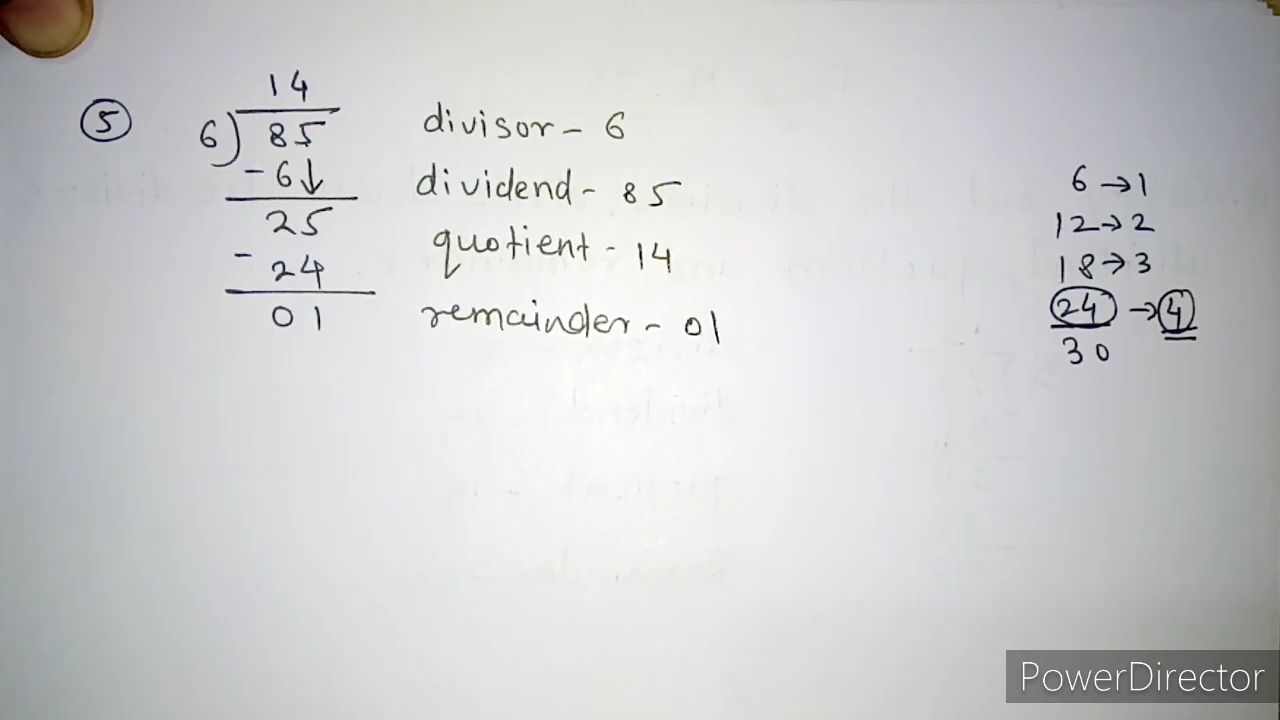 5
14
6) 85
- 6↓
25
- 24
01
divisor - 6
dividend - 85
quotient - 14
remainder - 01
6 → 1
12 → 2
18 → 3
24 → 4
30
PowerDirector